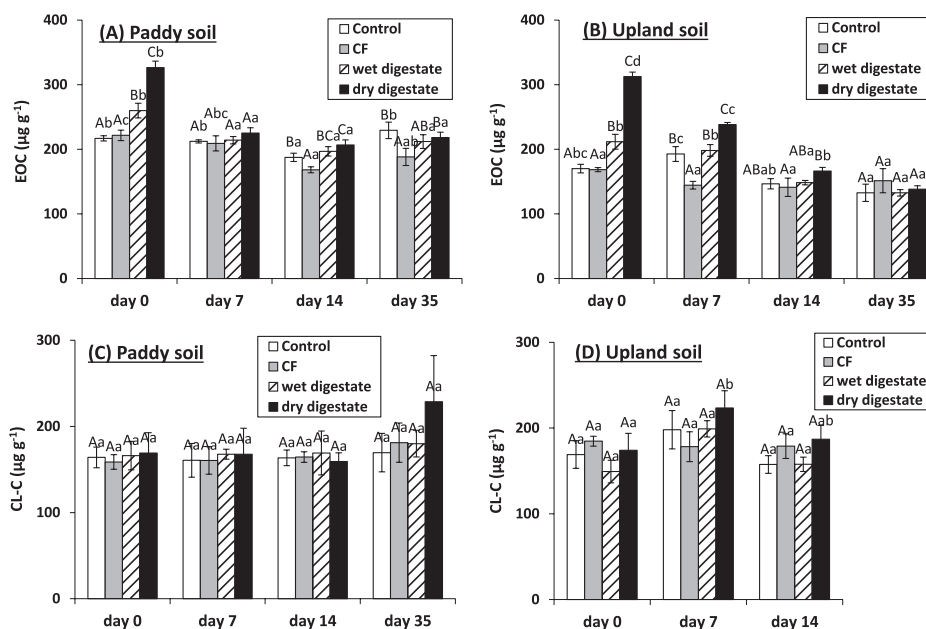 (A) Paddy soil
Control
CF
wet digestate
dry digestate
EOC (µg g⁻¹)
400
300
200
100
0
Ab Ac Bb Cb
Ab Abc Aa Aa
Ba Aa BCa Ca
Bb Aab ABa Ba
day 0 day 7 day 14 day 35
(B) Upland soil
Control
CF
wet digestate
dry digestate
EOC (µg g⁻¹)
400
300
200
100
0
Abc Aa Bb Cd
Bc Aa Bb Cc
ABab Aa ABa Bb
Aa Aa Aa Aa
day 0 day 7 day 14 day 35
(C) Paddy soil
Control
CF
wet digestate
dry digestate
CL-C (µg g⁻¹)
300
200
100
0
Aa Aa Aa Aa
Aa Aa Aa Aa
Aa Aa Aa Aa
Aa Aa Aa Aa
day 0 day 7 day 14 day 35
(D) Upland soil
Control
CF
wet digestate
dry digestate
CL-C (µg g⁻¹)
300
200
100
0
Aa Aa Aa Aa
Aa Aa Aa Ab
Aa Aa Aa Aab
day 0 day 7 day 14